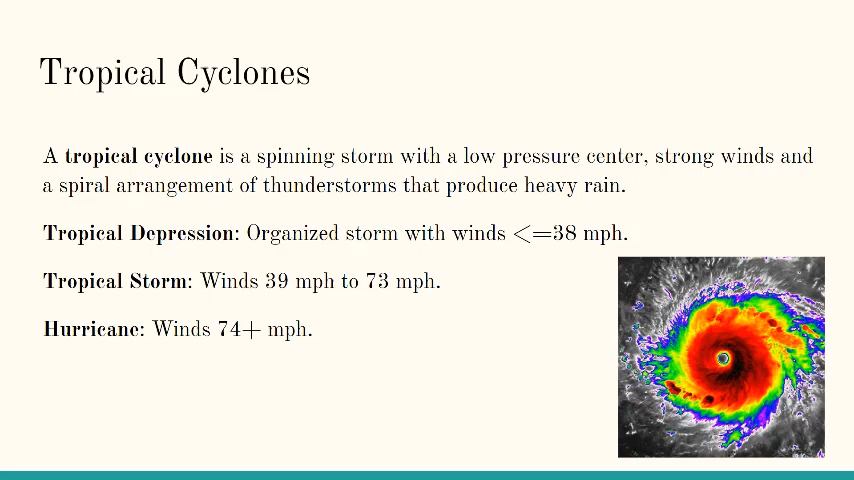 Tropical Cyclones
A tropical cyclone is a spinning storm with a low pressure center, strong winds and
a spiral arrangement of thunderstorms that produce heavy rain.
Tropical Depression: Organized storm with winds <=38 mph.
Tropical Storm: Winds 39 mph to 73 mph.
Hurricane: Winds 74+ mph.